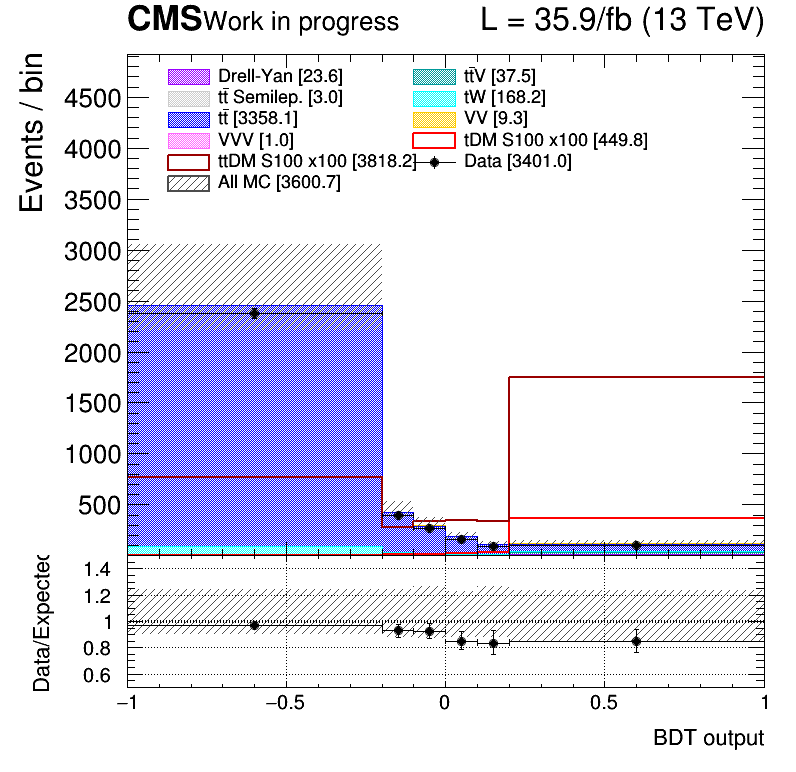 CMS Work in progress L = 35.9/fb (13 TeV)
Events / bin
4500
4000
3500
3000
2500
2000
1500
1000
500
Drell-Yan [23.6]
tt̄V [37.5]
tt̄ Semilep. [3.0]
tW [168.2]
tt̄ [3358.1]
VV [9.3]
VVV [1.0]
tDM S100 x100 [449.8]
ttDM S100 x100 [3818.2]
Data [3401.0]
All MC [3600.7]
Data/Expected
1.4
1.2
1
0.8
0.6
−1 −0.5 0 0.5 1
BDT output